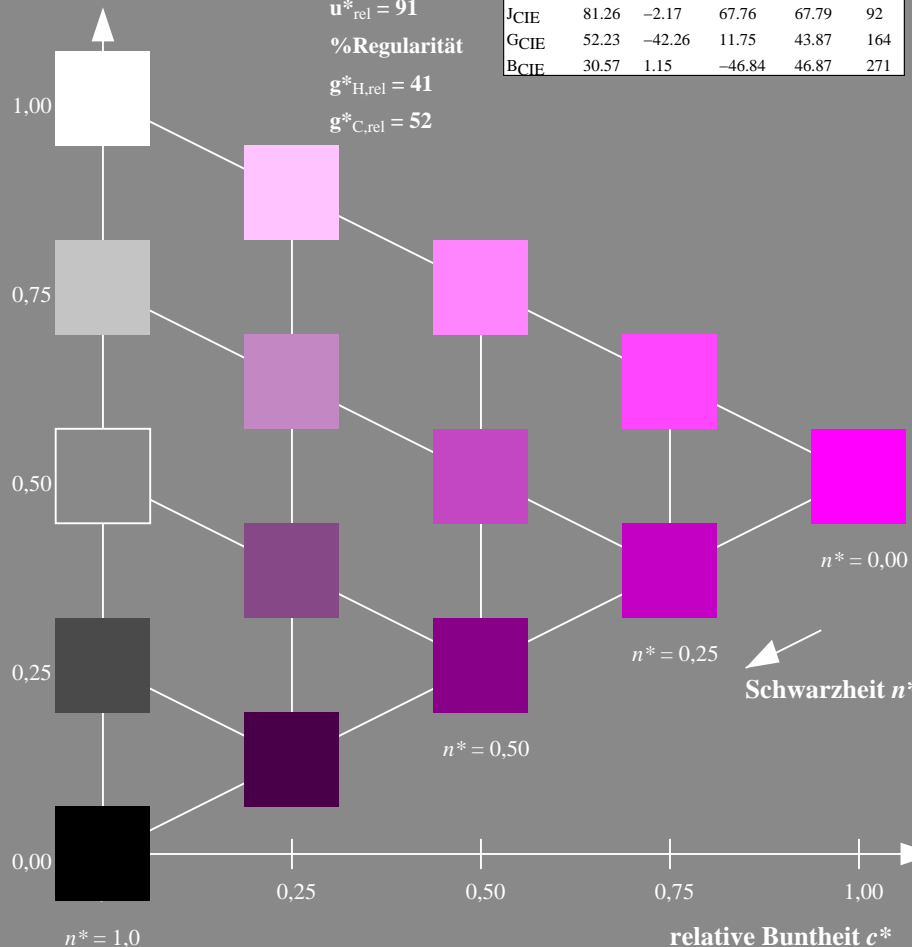 u*rel = 91
%Regularität
g*H,rel = 41
g*C,rel = 52
JCIE 81.26 −2.17 67.76 67.79 92
GCIE 52.23 −42.26 11.75 43.87 164
BCIE 30.57 1.15 −46.84 46.87 271
1,00
0,75
0,50
n* = 0,00
n* = 0,25
0,25
Schwarzheit n*
n* = 0,50
0,00
0,25 0,50 0,75 1,00
n* = 1,0
relative Buntheit c*